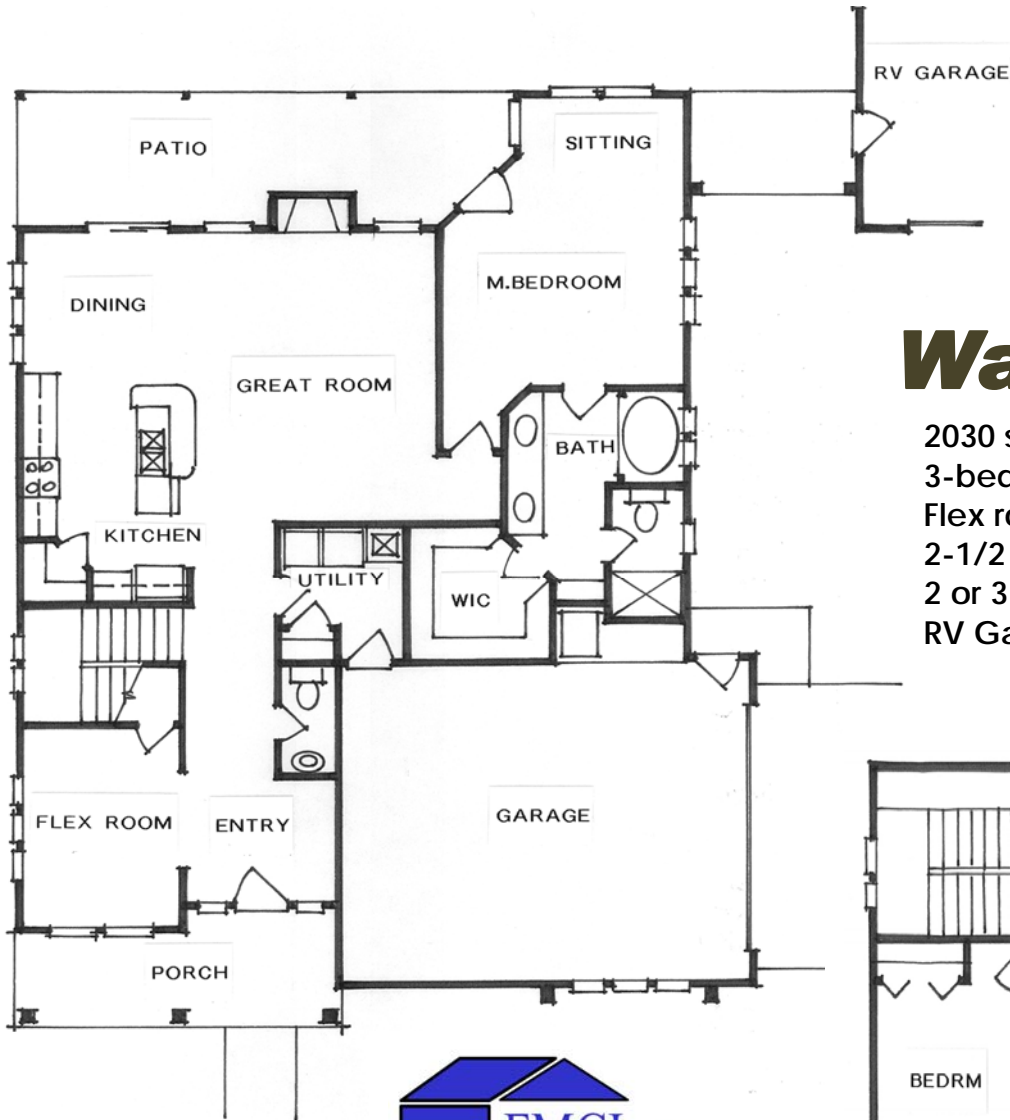 RV GARAGE
PATIO
SITTING
M.BEDROOM
DINING
GREAT ROOM
BATH
KITCHEN
UTILITY
WIC
FLEX ROOM
ENTRY
GARAGE
PORCH
BEDRM
Wa
2030 s
3-bed
Flex ro
2-1/2
2 or 3
RV Ga